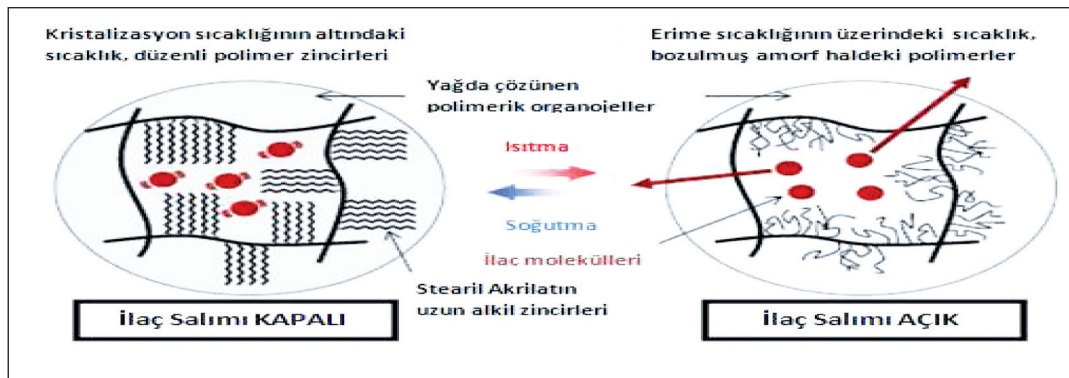 Kristalizasyon sıcaklığının altındaki
sıcaklık, düzenli polimer zincirleri
Erime sıcaklığının üzerindeki sıcaklık,
bozulmuş amorf haldeki polimerler
Yağda çözünen
polimerik organojeller
Isıtma
Soğutma
İlaç molekülleri
Stearil Akrilatın
uzun alkil zincirleri
İlaç Salımı KAPALI
İlaç Salımı AÇIK